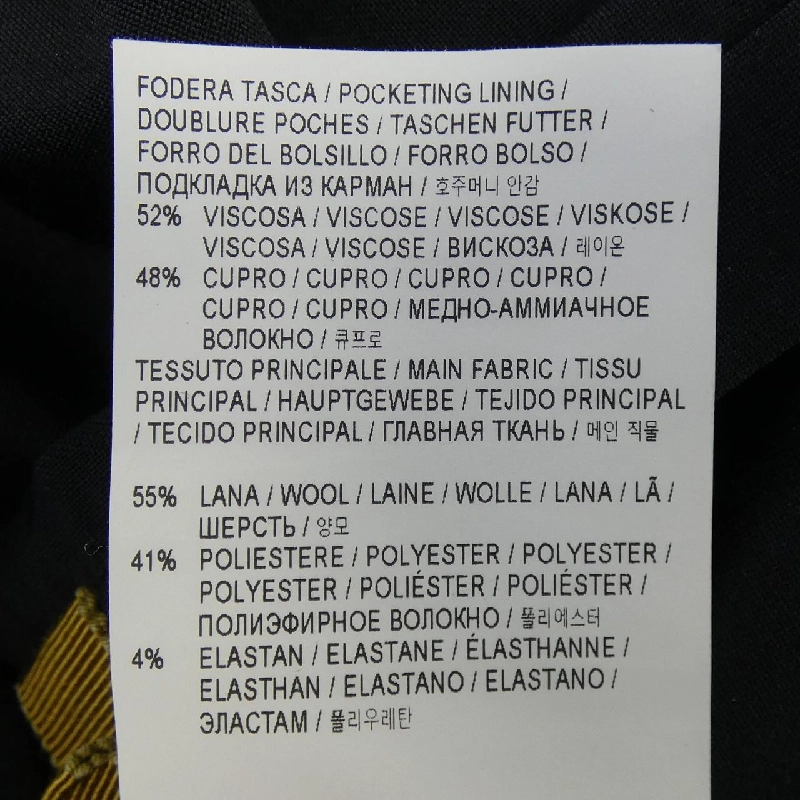 FODERA TASCA / POCKETING LINING /
DOUBLURE POCHES / TASCHEN FUTTER /
FORRO DEL BOLSILLO / FORRO BOLSO /
ПОДКЛАДКА ИЗ КАРМАН / 호주머니 안감
52% VISCOSA / VISCOSE / VISCOSE / VISKOSE /
VISCOSA / VISCOSE / ВИСКОЗА / 레이온
48% CUPRO / CUPRO / CUPRO / CUPRO /
CUPRO / CUPRO / МЕДНО-АММИАЧНОЕ
ВОЛОКНО /큐프로
TESSUTO PRINCIPALE / MAIN FABRIC / TISSU
PRINCIPAL / HAUPTGEWEBE / TEJIDO PRINCIPAL
/ TECIDO PRINCIPAL / ГЛАВНАЯ ТКАНЬ / 메인 직물
55% LANA / WOOL / LAINE / WOLLE / LANA / LÃ /
ШЕРСТЬ / 양모
41% POLIESTERE / POLYESTER / POLYESTER /
POLYESTER / POLIÉSTER / POLIÉSTER /
ПОЛИЭФИРНОЕ ВОЛОКНО / 폴리에스터
4% ELASTAN / ELASTANE / ÉLASTHANNE /
ELASTHAN / ELASTANO / ELASTANO /
ЭЛАСТАМ / 폴리우레탄